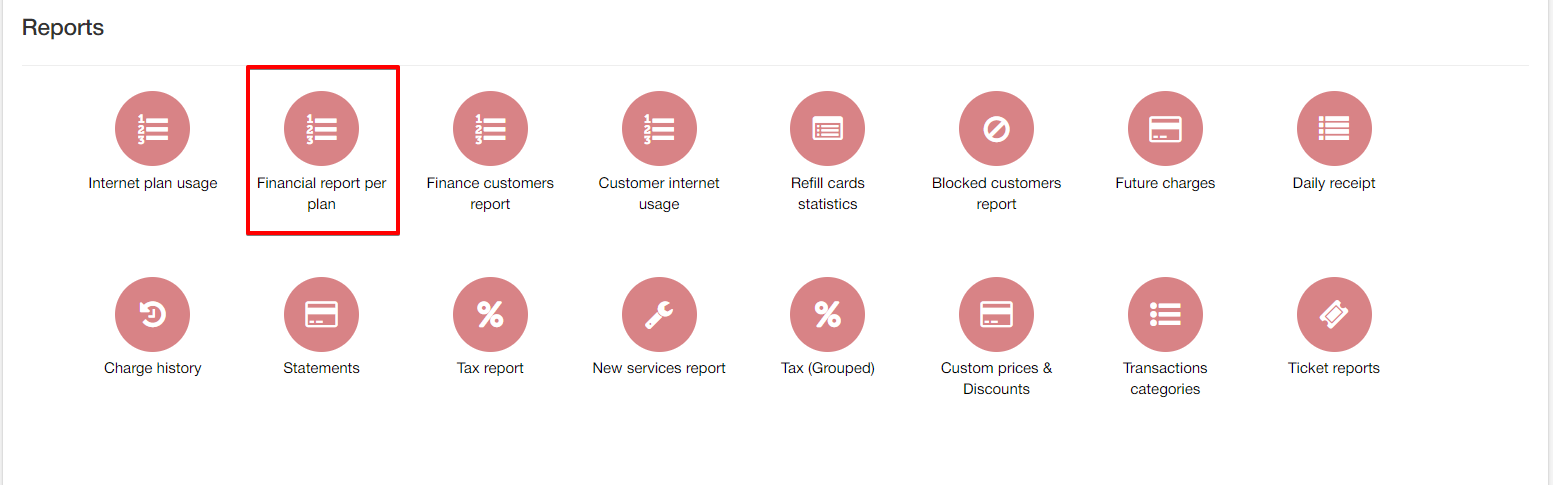 Reports
Internet plan usage
Financial report per
plan
Finance customers
report
Customer internet
usage
Refill cards
statistics
Blocked customers
report
Future charges
Daily receipt
Charge history
Statements
Tax report
New services report
Tax (Grouped)
Custom prices &
Discounts
Transactions
categories
Ticket reports